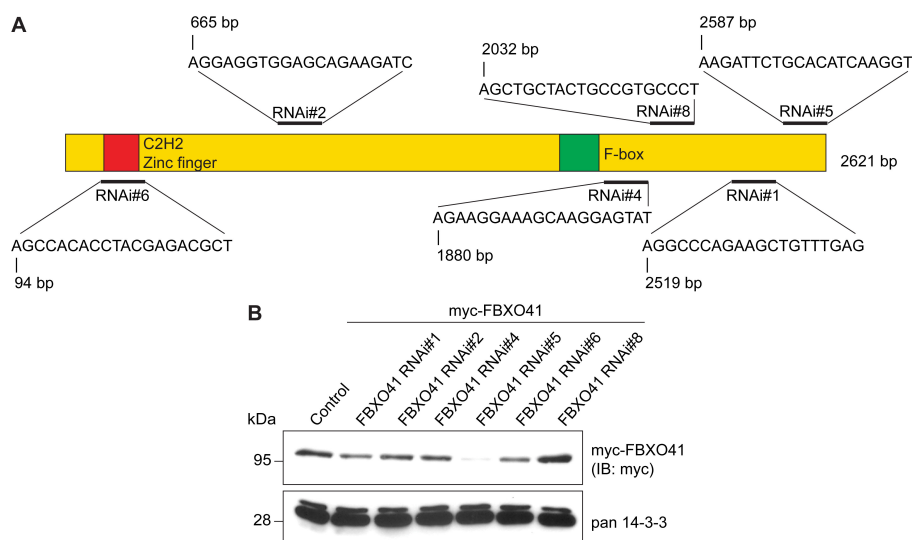 A
665 bp
AGGAGGTGGAGCAGAAGATC
RNAi#2
2032 bp
AGCTGCTACTGCCGTGCCCT
RNAi#8
2587 bp
AAGATTCTGCACATCAAGGT
RNAi#5
C2H2
Zinc finger
F-box
2621 bp
RNAi#6
AGCCACACCTACGAGACGCT
94 bp
RNAi#4
AGAAGGAAAGCAAGGAGTAT
1880 bp
RNAi#1
AGGCCCAGAAGCTGTTTGAG
2519 bp
B
myc-FBXO41
Control
FBXO41 RNAi#1
FBXO41 RNAi#2
FBXO41 RNAi#4
FBXO41 RNAi#5
FBXO41 RNAi#6
FBXO41 RNAi#8
kDa
95
myc-FBXO41
(IB: myc)
28
pan 14-3-3